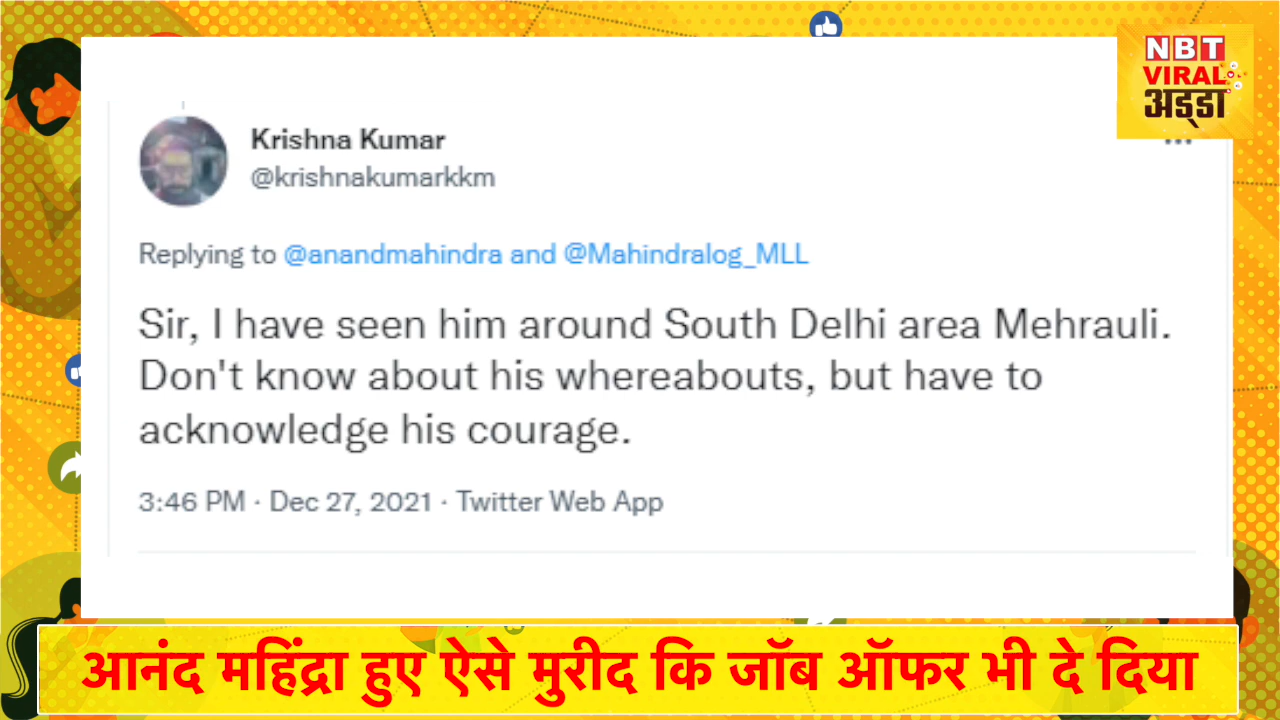 NBT
VIRAL
अड्डा
Krishna Kumar
@krishnakumarkkm
Replying to @anandmahindra and @Mahindralog_MLL
Sir, I have seen him around South Delhi area Mehrauli.
Don't know about his whereabouts, but have to
acknowledge his courage.
3:46 PM · Dec 27, 2021 · Twitter Web App
आनंद महिंद्रा हुए ऐसे मुरीद कि जॉब ऑफर भी दे दिया